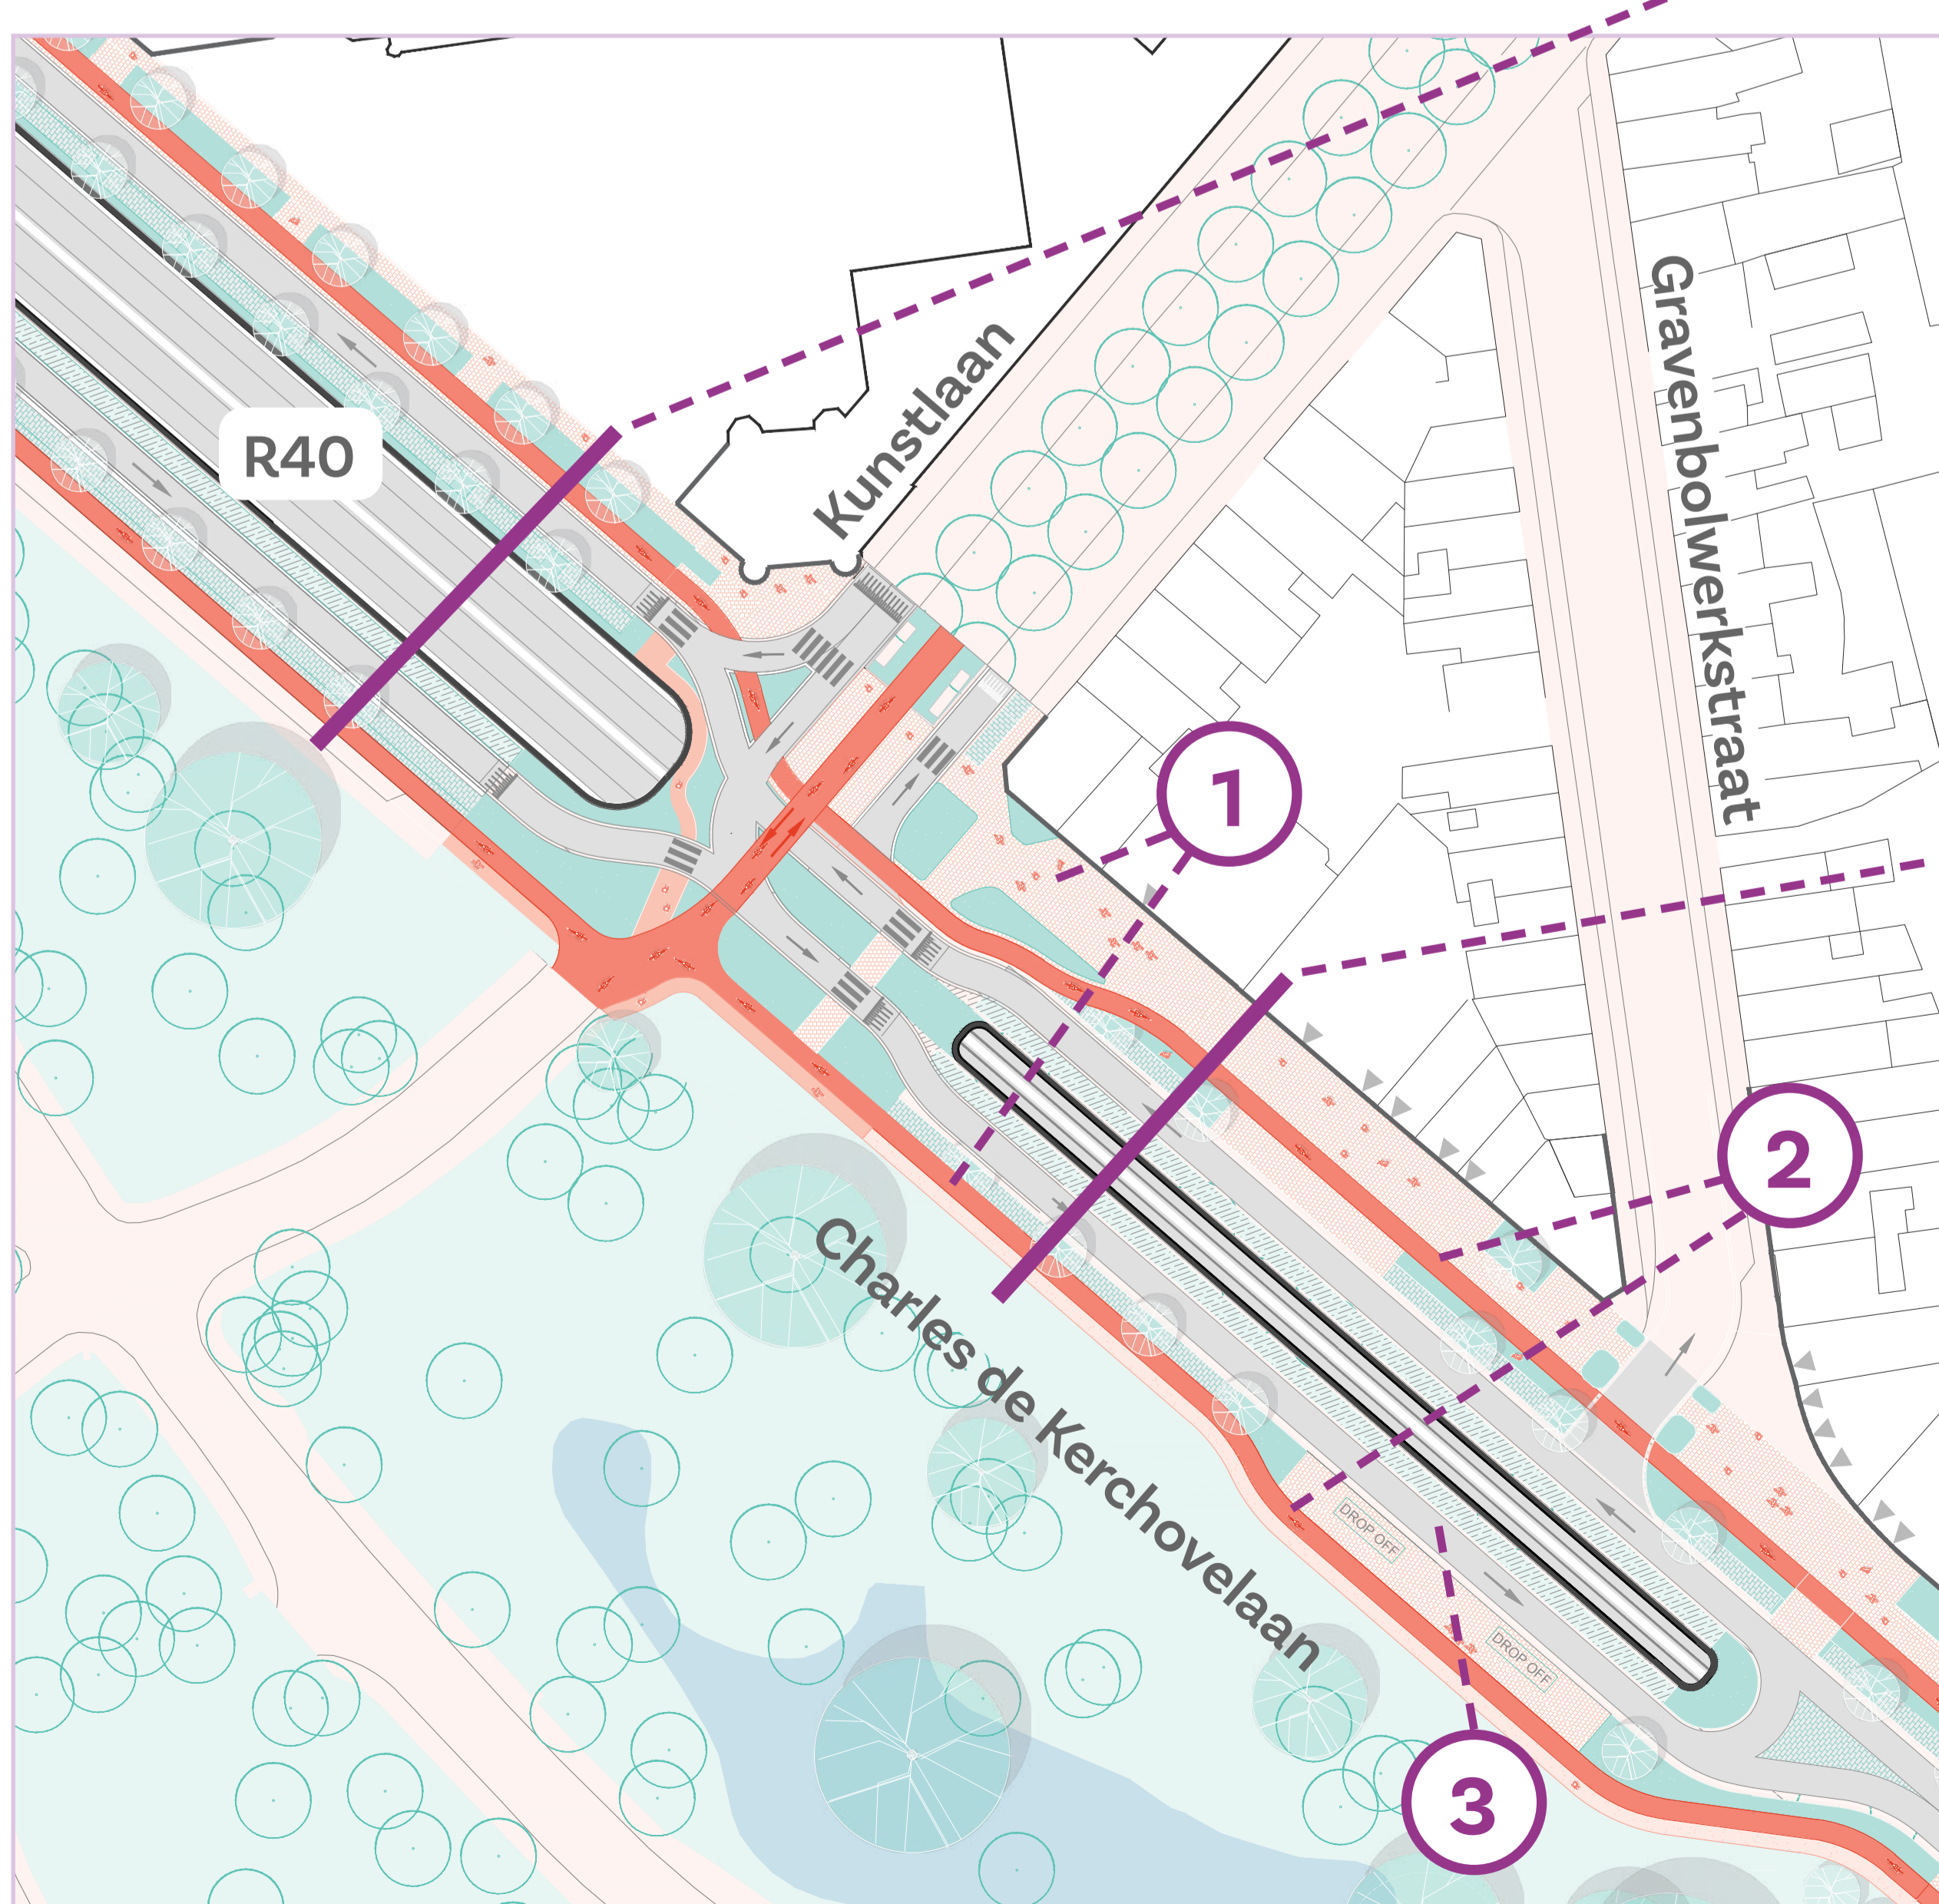 R40
Kunstlaan
Gravenbolwerkstraat
1
2
Charles de Kerchovelaan
DROP OFF
DROP OFF
3